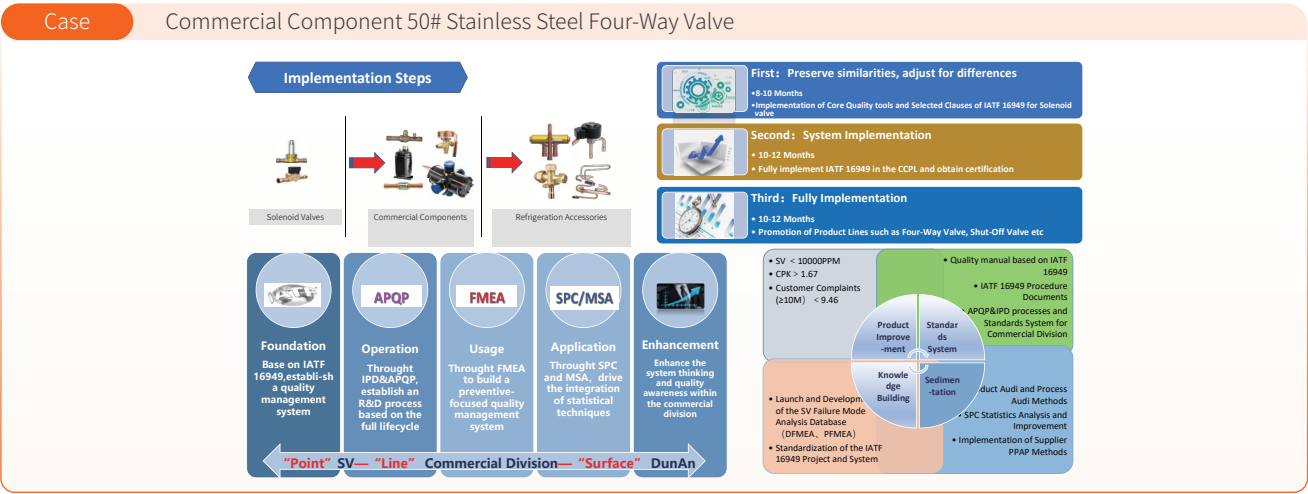 Case
Commercial Component 50# Stainless Steel Four-Way Valve
Implementation Steps
Solenoid Valves
Commercial Components
Refrigeration Accessories
First： Preserve similarities, adjust for differences
•8-10 Months
•Implementation of Core Quality tools and Selected Clauses of IATF 16949 for Solenoid
valve
Second： System Implementation
• 10-12 Months
• Fully implement IATF 16949 in the CCPL and obtain certification
Third： Fully Implementation
• 10-12 Months
• Promotion of Product Lines such as Four-Way Valve, Shut-Off Valve etc
Foundation
Base on IATF
16949,establi-sh
a quality
management
system
APQP
Operation
Throught
IPD&APQP,
establish an
R&D process
based on the
full lifecycle
FMEA
Usage
Throught FMEA
to build a
preventive-
focused quality
management
system
SPC/MSA
Application
Throught SPC
and MSA, drive
the integration
of statistical
techniques
Enhancement
Enhance the
system thinking
and quality
awareness within
the commercial
division
“Point” SV— “Line” Commercial Division— “Surface” DunAn
• SV < 10000PPM
• CPK > 1.67
• Customer Complaints
(≥10M） < 9.46
• Quality manual based on IATF
16949
• IATF 16949 Procedure
Documents
APQP&IPD processes and
Standards System for
Commercial Division
Product
Improve
-ment
Standar
ds
System
Knowle
dge
Building
Sedimen
-tation
• Launch and Developm
of the SV Failure Mode
Analysis Database
（DFMEA、PFMEA）
• Standardization of the IATF
16949 Project and System
duct Audi and Process
Audi Methods
• SPC Statistics Analysis and
Improvement
• Implementation of Supplier
PPAP Methods